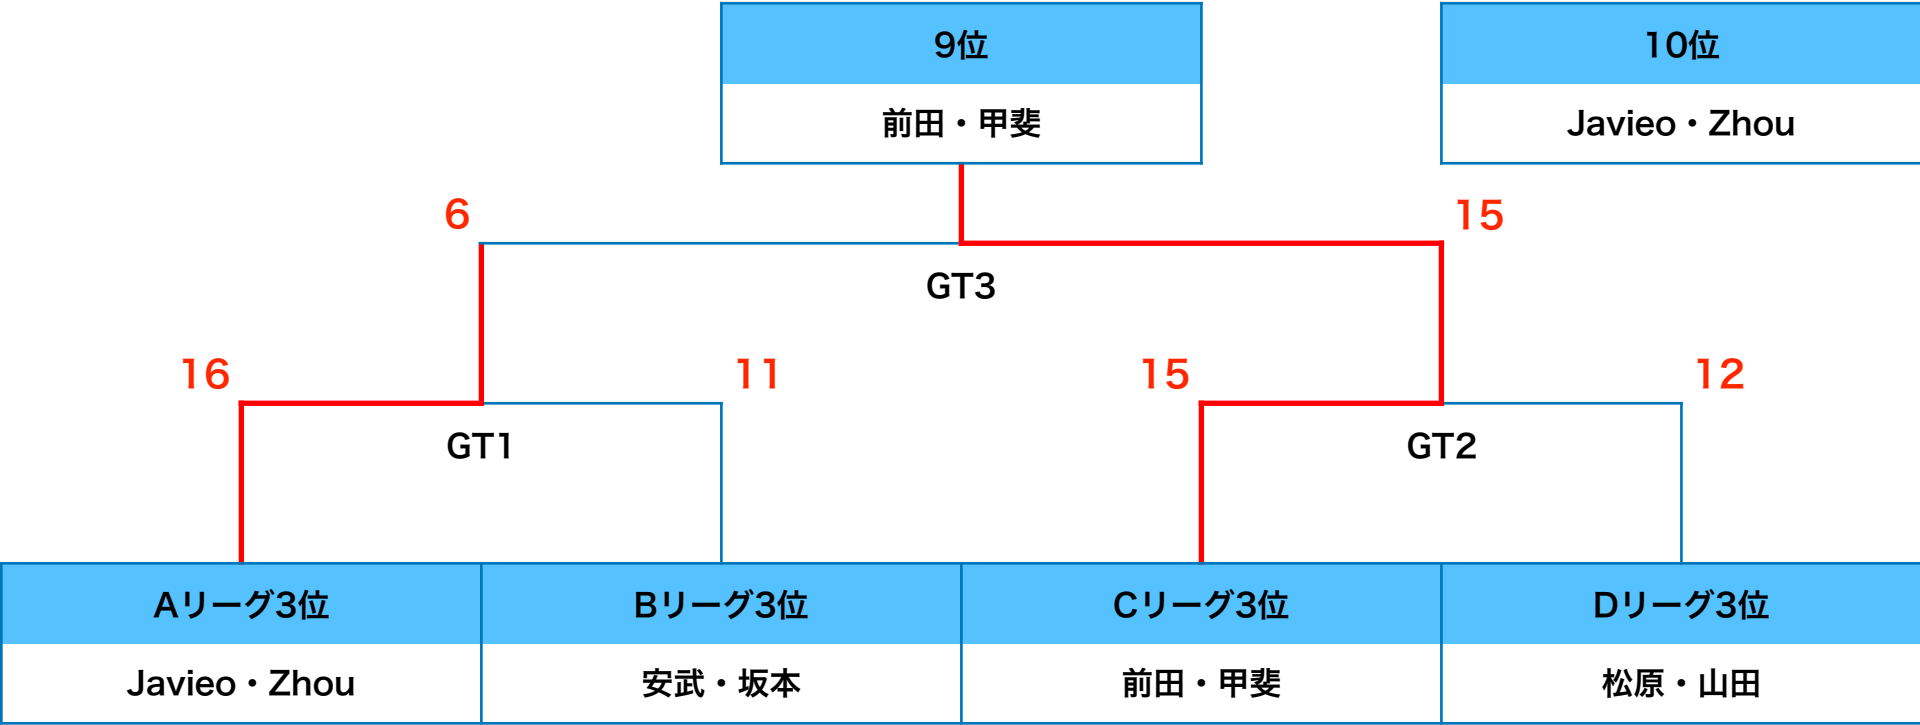 9位
10位
前田・甲斐
Javieo・Zhou
6
15
GT3
16
11
15
12
GT1
GT2
Aリーグ3位
Bリーグ3位
Cリーグ3位
Dリーグ3位
Javieo・Zhou
安武・坂本
前田・甲斐
松原・山田